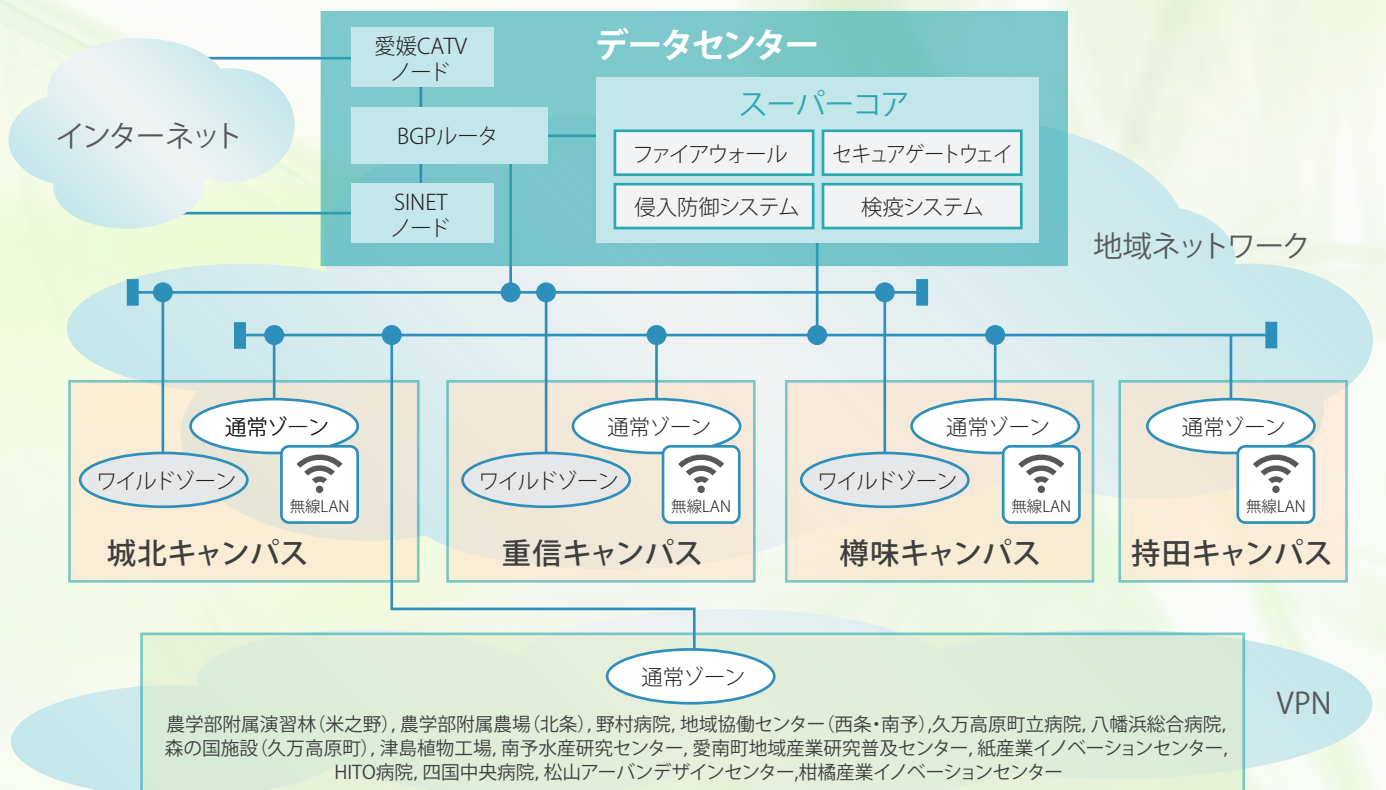 データセンター
愛媛CATV
ノード
スーパーコア
インターネット
BGPルータ
ファイアウォール
セキュアゲートウェイ
SINET
ノード
侵入防御システム
検疫システム
地域ネットワーク
通常ゾーン
ワイルドゾーン
無線LAN
城北キャンパス
通常ゾーン
ワイルドゾーン
無線LAN
重信キャンパス
通常ゾーン
ワイルドゾーン
無線LAN
樽味キャンパス
通常ゾーン
無線LAN
持田キャンパス
通常ゾーン
VPN
農学部附属演習林(米之野), 農学部附属農場(北条), 野村病院, 地域協働センター(西条・南予),久万高原町立病院, 八幡浜総合病院,
森の国施設(久万高原町), 津島植物工場, 南予水産研究センター, 愛南町地域産業研究普及センター, 紙産業イノベーションセンター,
HITO病院, 四国中央病院, 松山アーバンデザインセンター,柑橘産業イノベーションセンター